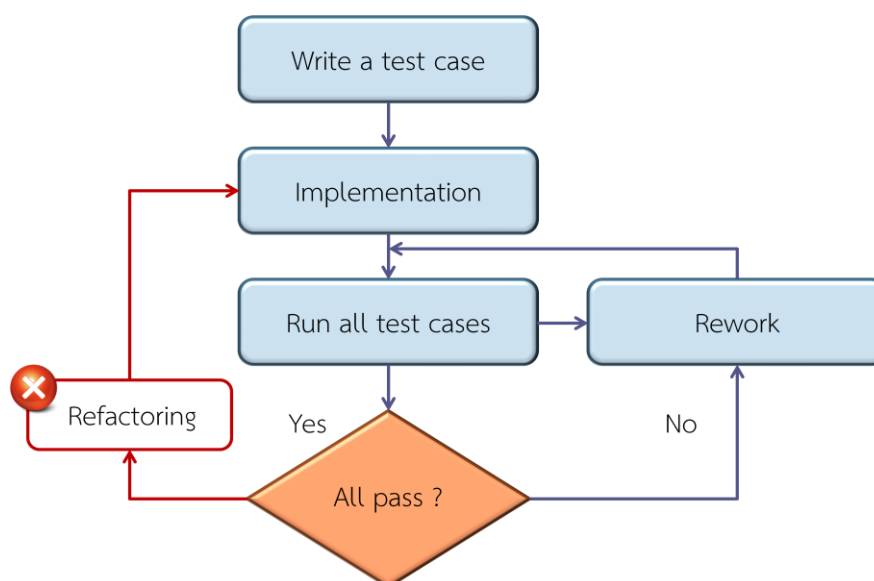 Write a test case
Implementation
Run all test cases
Rework
Refactoring
Yes
No
All pass ?